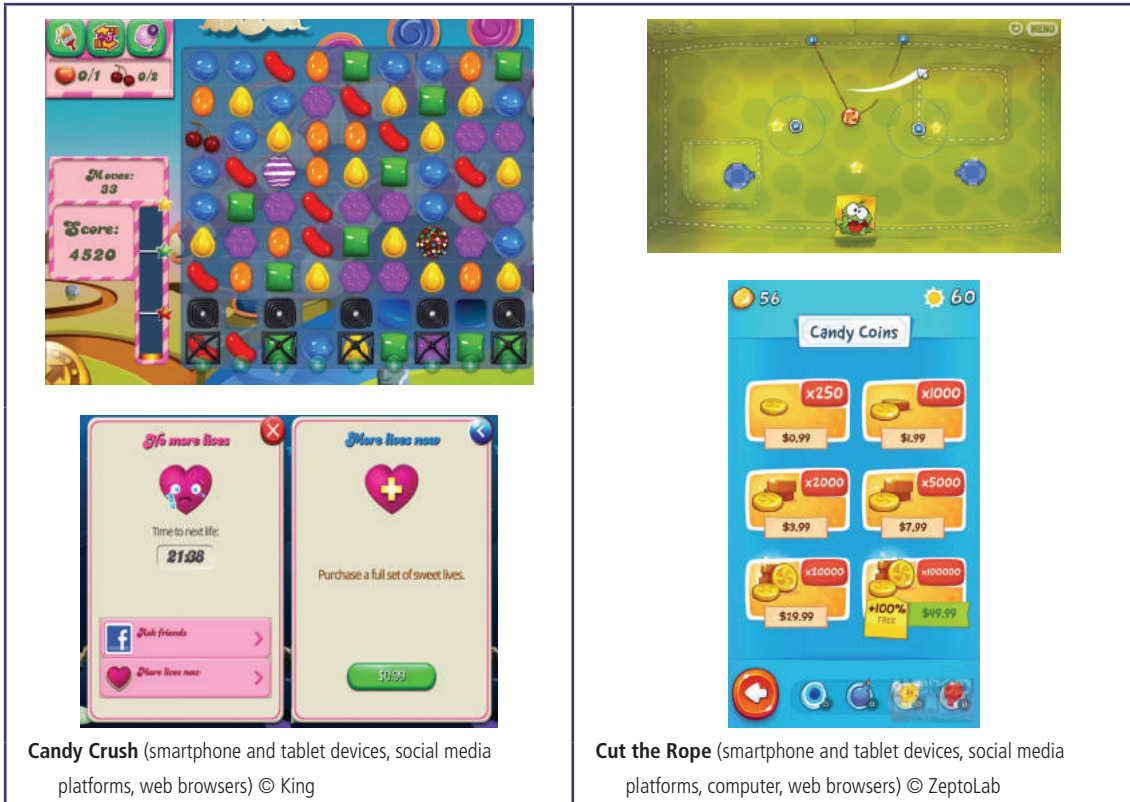 0/1 0/2
Moves:
33
Score:
4520
No more lives
Time to next life:
21:38
Ask friends
More lives now
More lives now
Purchase a full set of sweet lives.
$0.99
Candy Crush (smartphone and tablet devices, social media
platforms, web browsers) © King
MENU
56 60
Candy Coins
x250 x1000
$0.99 $1.99
x2000 x5000
$3.99 $7.99
x20000 x100000
$29.99 +100% FREE $49.99
Cut the Rope (smartphone and tablet devices, social media
platforms, computer, web browsers) © ZeptoLab